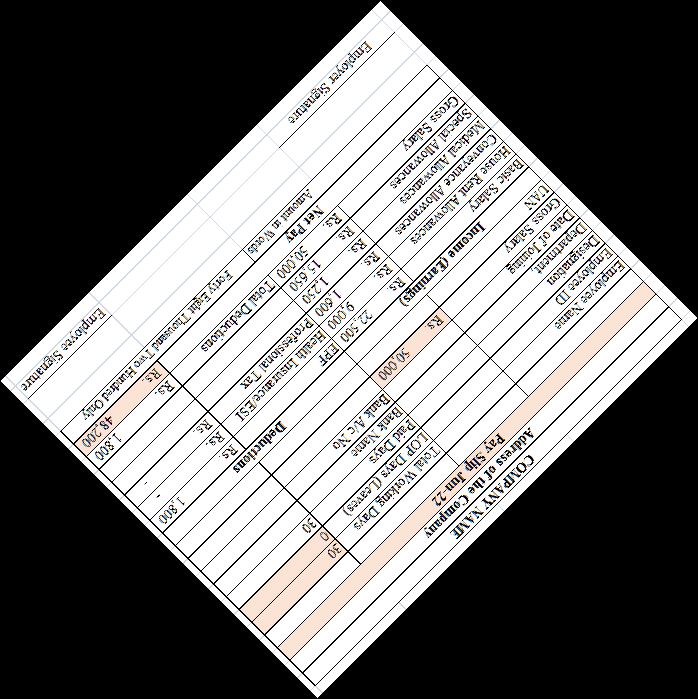 COMPANY NAME
Address of the Company
Pay Slip Jun-22
Employee Name
Employee ID Total Working Days 30
Designation LOP Days (Leaves) 0
Department Paid Days 30
Date of Joining Bank Name
Gross Salary Rs 50,000 Bank A/c No
UAN
Income (Earnings) Deductions
Basic Salary Rs 22,500 EPF Rs 1,800
House Rent Allowances Rs. 9,000 Health Insurance/ESI Rs. -
Conveyance Allowances Rs. 1,600 Professional Tax Rs. -
Medical Allowances Rs. 1,250
Special Allowances Rs. 15,650
Gross Salary Rs. 50,000 Total Deductions Rs. 1,800
Net Pay Rs. 48,200
Amount in Words Forty Eight Thousand Two Hundred Only
Employer Signature Employee Signature